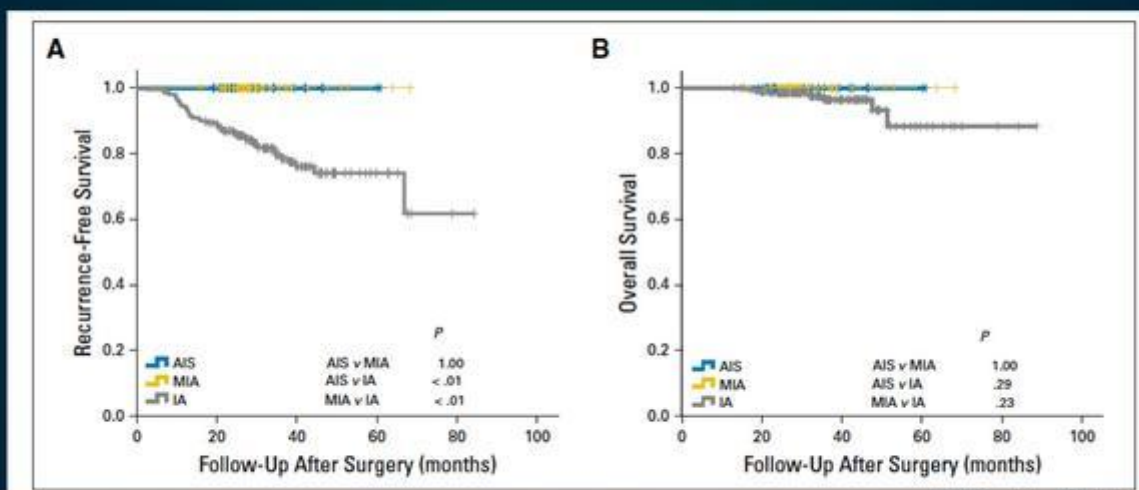 A
Recurrence-Free Survival
1.0
0.8
0.6
0.4
0.2
0.0
P
AIS AIS v MIA 1.00
MIA AIS v IA < .01
IA MIA v IA < .01
0 20 40 60 80 100
Follow-Up After Surgery (months)
B
Overall Survival
1.0
0.8
0.6
0.4
0.2
0.0
P
AIS AIS v MIA 1.00
MIA AIS v IA .29
IA MIA v IA .23
0 20 40 60 80 100
Follow-Up After Surgery (months)